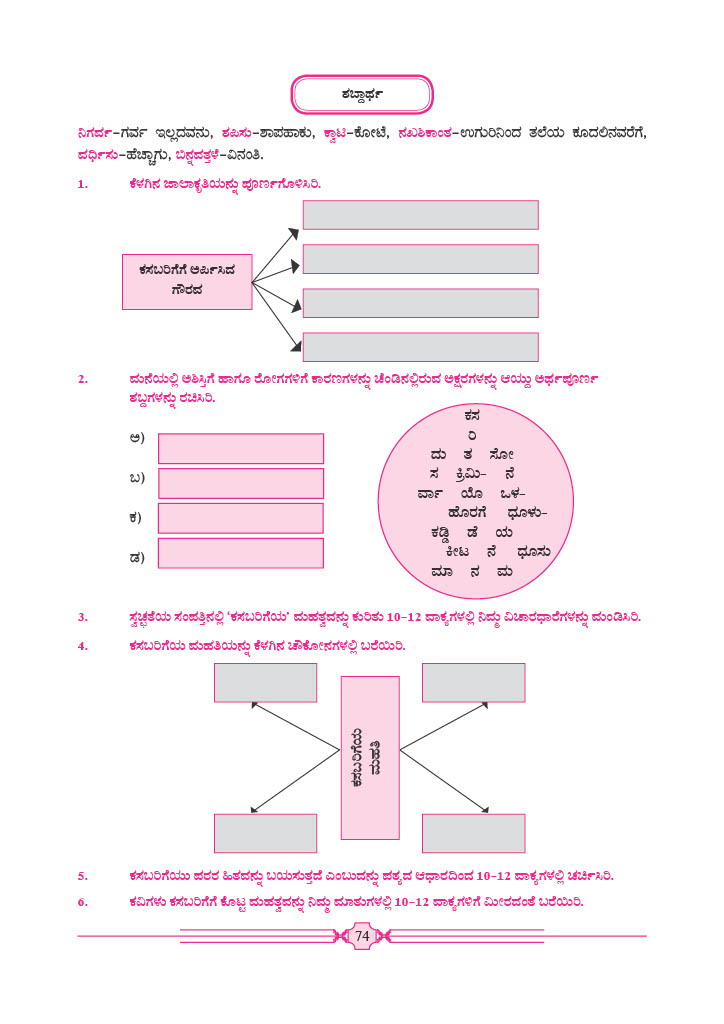 ಶಬ್ದಾರ್ಥ
ನಿಗರ್ವ–ಗರ್ವ ಇಲ್ಲದವನು, ಶಪಿಸು–ಶಾಪಹಾಕು, ಕ್ವಾಟಿ–ಕೋಟೆ, ನಖಶಿಕಾಂತ–ಉಗುರಿನಿಂದ ತಲೆಯ ಕೂದಲಿನವರೆಗೆ,
ವರ್ಧಿಸು–ಹೆಚ್ಚಾಗು, ಬಿನ್ನವತ್ತಳೆ–ವಿನಂತಿ.
1. ಕೆಳಗಿನ ಜಾಲಾಕೃತಿಯನ್ನು ಪೂರ್ಣಗೊಳಿಸಿರಿ.
ಕಸಬರಿಗೆಗೆ ಅರ್ಪಿಸಿದ
ಗೌರವ
2. ಮನೆಯಲ್ಲಿ ಅಶಿಸ್ತಿಗೆ ಹಾಗೂ ರೋಗಗಳಿಗೆ ಕಾರಣಗಳನ್ನು ಚೆಂಡಿನಲ್ಲಿರುವ ಅಕ್ಷರಗಳನ್ನು ಆಯ್ದು ಅರ್ಥಪೂರ್ಣ
ಶಬ್ದಗಳನ್ನು ರಚಿಸಿರಿ.
ಅ)
ಬ)
ಕ)
ಡ)
ಕಸ
ರಿ
ದು ತ ಸೋ
ಸ ಕ್ರಿಮಿ– ನೆ
ರ್ವಾ ಯೊ ಒಳ–
ಹೊರಗೆ ಧೂಳು–
ಕಡ್ಡಿ ಡೆ ಯ
ಕೀಟ ನೆ ಧೂಸು
ಮಾ ನ ಮ
3. ಸ್ವಚ್ಛತೆಯ ಸಂಪತ್ತಿನಲ್ಲಿ ‘ಕಸಬರಿಗೆಯ’ ಮಹತ್ವವನ್ನು ಕುರಿತು 10–12 ವಾಕ್ಯಗಳಲ್ಲಿ ನಿಮ್ಮ ವಿಚಾರಧಾರೆಗಳನ್ನು ಮಂಡಿಸಿರಿ.
4. ಕಸಬರಿಗೆಯ ಮಹತಿಯನ್ನು ಕೆಳಗಿನ ಚೌಕೋನಗಳಲ್ಲಿ ಬರೆಯಿರಿ.
ಕಸಬರಿಗೆಯ
ಮಹತಿ
5. ಕಸಬರಿಗೆಯು ಪರರ ಹಿತವನ್ನು ಬಯಸುತ್ತದೆ ಎಂಬುದನ್ನು ಪಠ್ಯದ ಆಧಾರದಿಂದ 10–12 ವಾಕ್ಯಗಳಲ್ಲಿ ಚರ್ಚಿಸಿರಿ.
6. ಕವಿಗಳು ಕಸಬರಿಗೆಗೆ ಕೊಟ್ಟ ಮಹತ್ವವನ್ನು ನಿಮ್ಮ ಮಾತುಗಳಲ್ಲಿ 10–12 ವಾಕ್ಯಗಳಿಗೆ ಮೀರದಂತೆ ಬರೆಯಿರಿ.
74